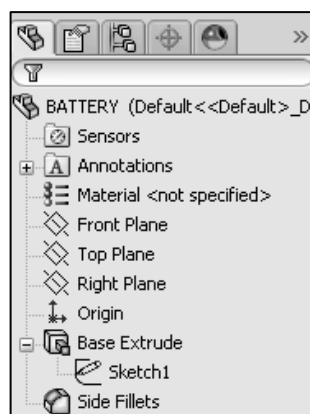 BATTERY (Default<<Default>_D
Sensors
A Annotations
Material <not specified>
Front Plane
Top Plane
Right Plane
Origin
Base Extrude
Sketch1
Side Fillets